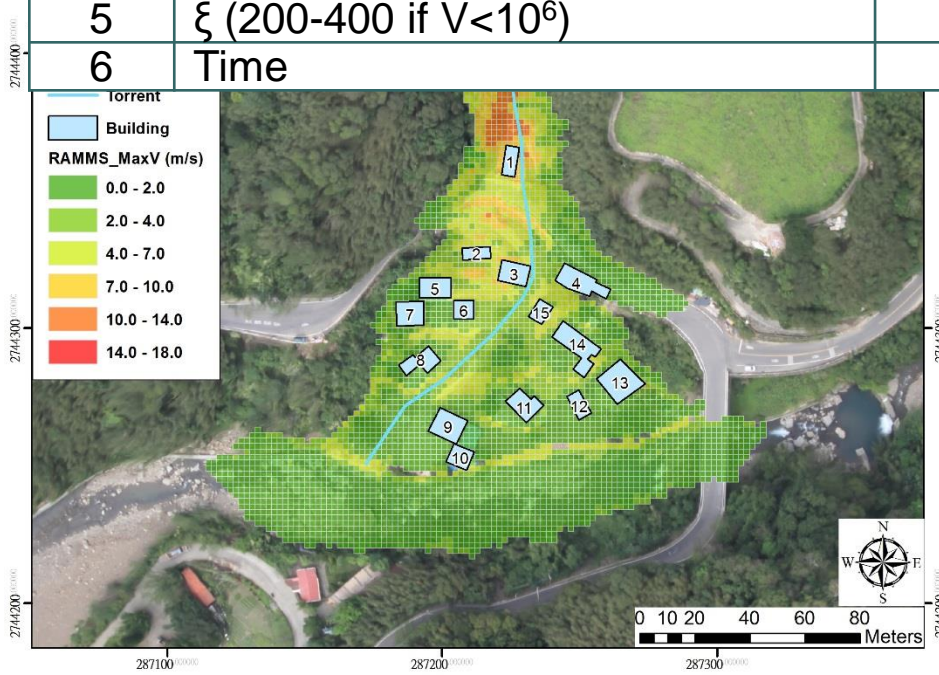 5 ξ (200-400 if V<10⁶)
6 Time
Torrent
Building
RAMMS_MaxV (m/s)
0.0 - 2.0
2.0 - 4.0
4.0 - 7.0
7.0 - 10.0
10.0 - 14.0
14.0 - 18.0
1
2
3
4
5
6
7
8
9
10
11
12
13
14
15
2744400
2744300
2744200
N
W E
S
0 10 20 40 60 80
Meters
287100 287200 287300